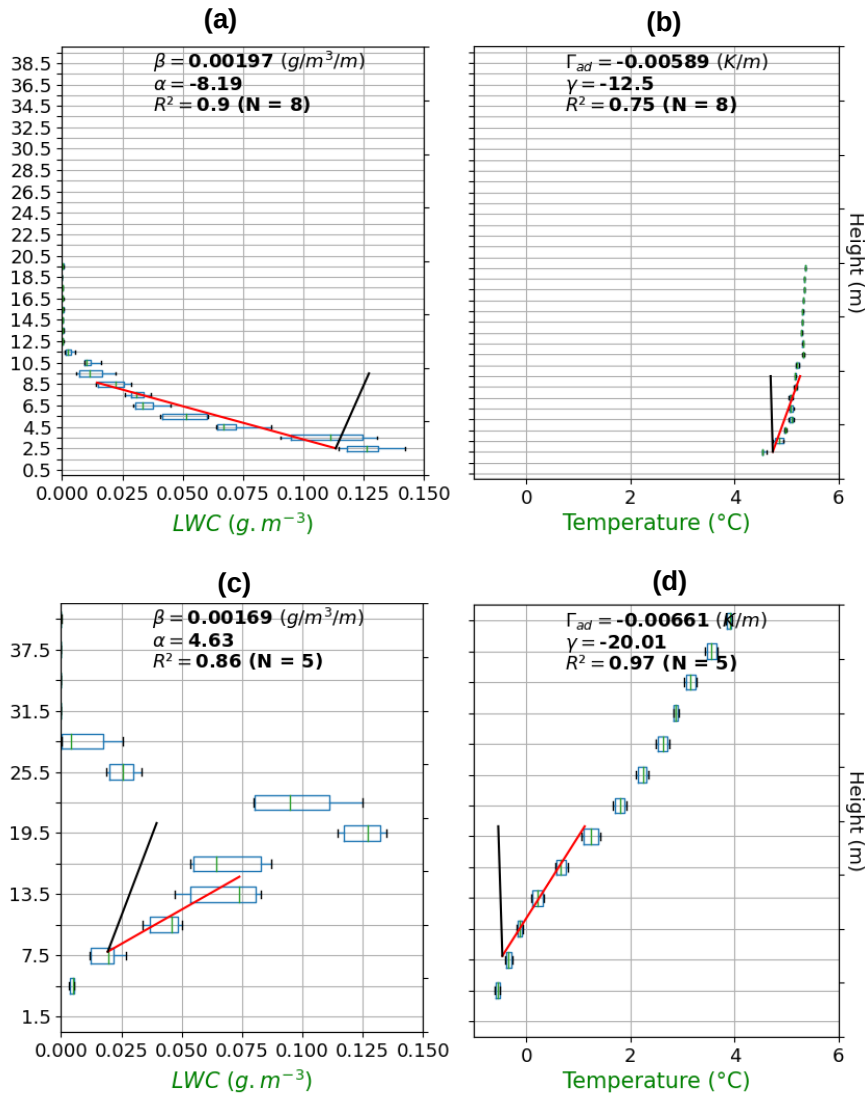 (a)
(b)
β = 0.00197 (g/m³/m)
α = -8.19
R² = 0.9 (N = 8)
Γad = -0.00589 (K/m)
γ = -12.5
R² = 0.75 (N = 8)
38.5
36.5
34.5
32.5
30.5
28.5
26.5
24.5
22.5
20.5
18.5
16.5
14.5
12.5
10.5
8.5
6.5
4.5
2.5
0.5
Height (m)
0.000 0.025 0.050 0.075 0.100 0.125 0.150
LWC (g.m⁻³)
0 2 4 6
Temperature (°C)
(c)
(d)
β = 0.00169 (g/m³/m)
α = 4.63
R² = 0.86 (N = 5)
Γad = -0.00661 (K/m)
γ = -20.01
R² = 0.97 (N = 5)
37.5
31.5
25.5
19.5
13.5
7.5
1.5
Height (m)
0.000 0.025 0.050 0.075 0.100 0.125 0.150
LWC (g.m⁻³)
0 2 4 6
Temperature (°C)